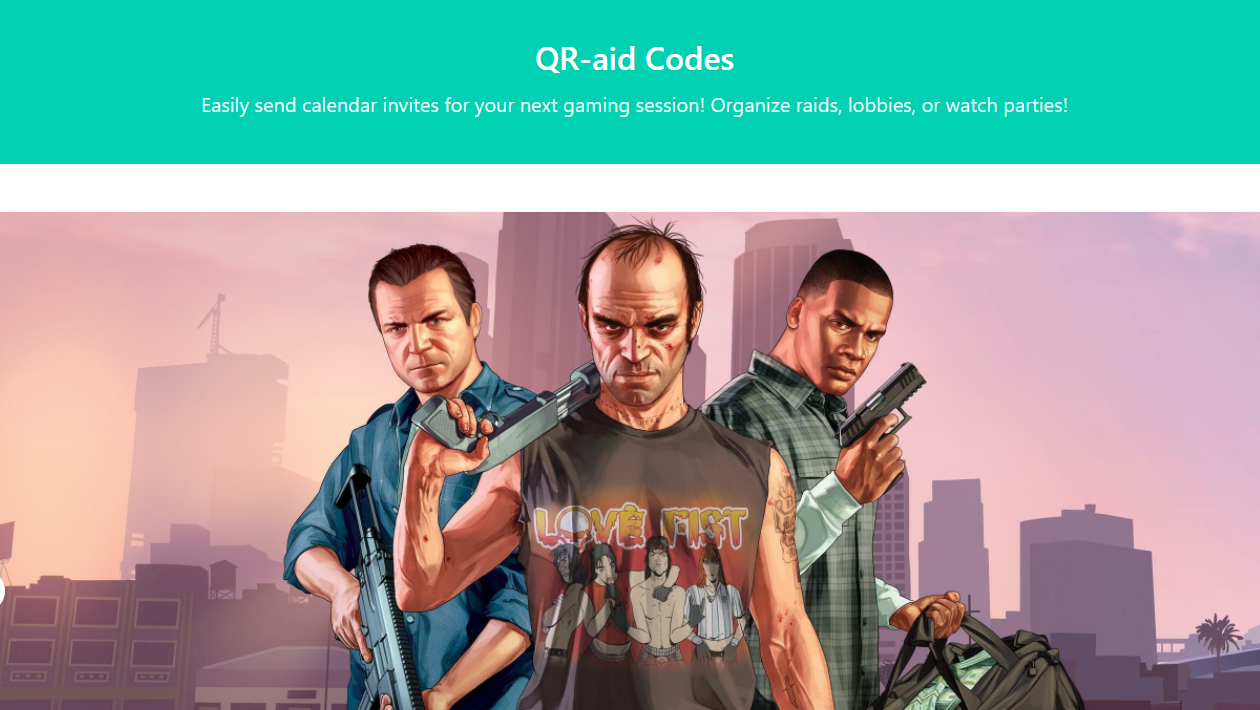 QR-aid Codes
Easily send calendar invites for your next gaming session! Organize raids, lobbies, or watch parties!
LOVE FIST